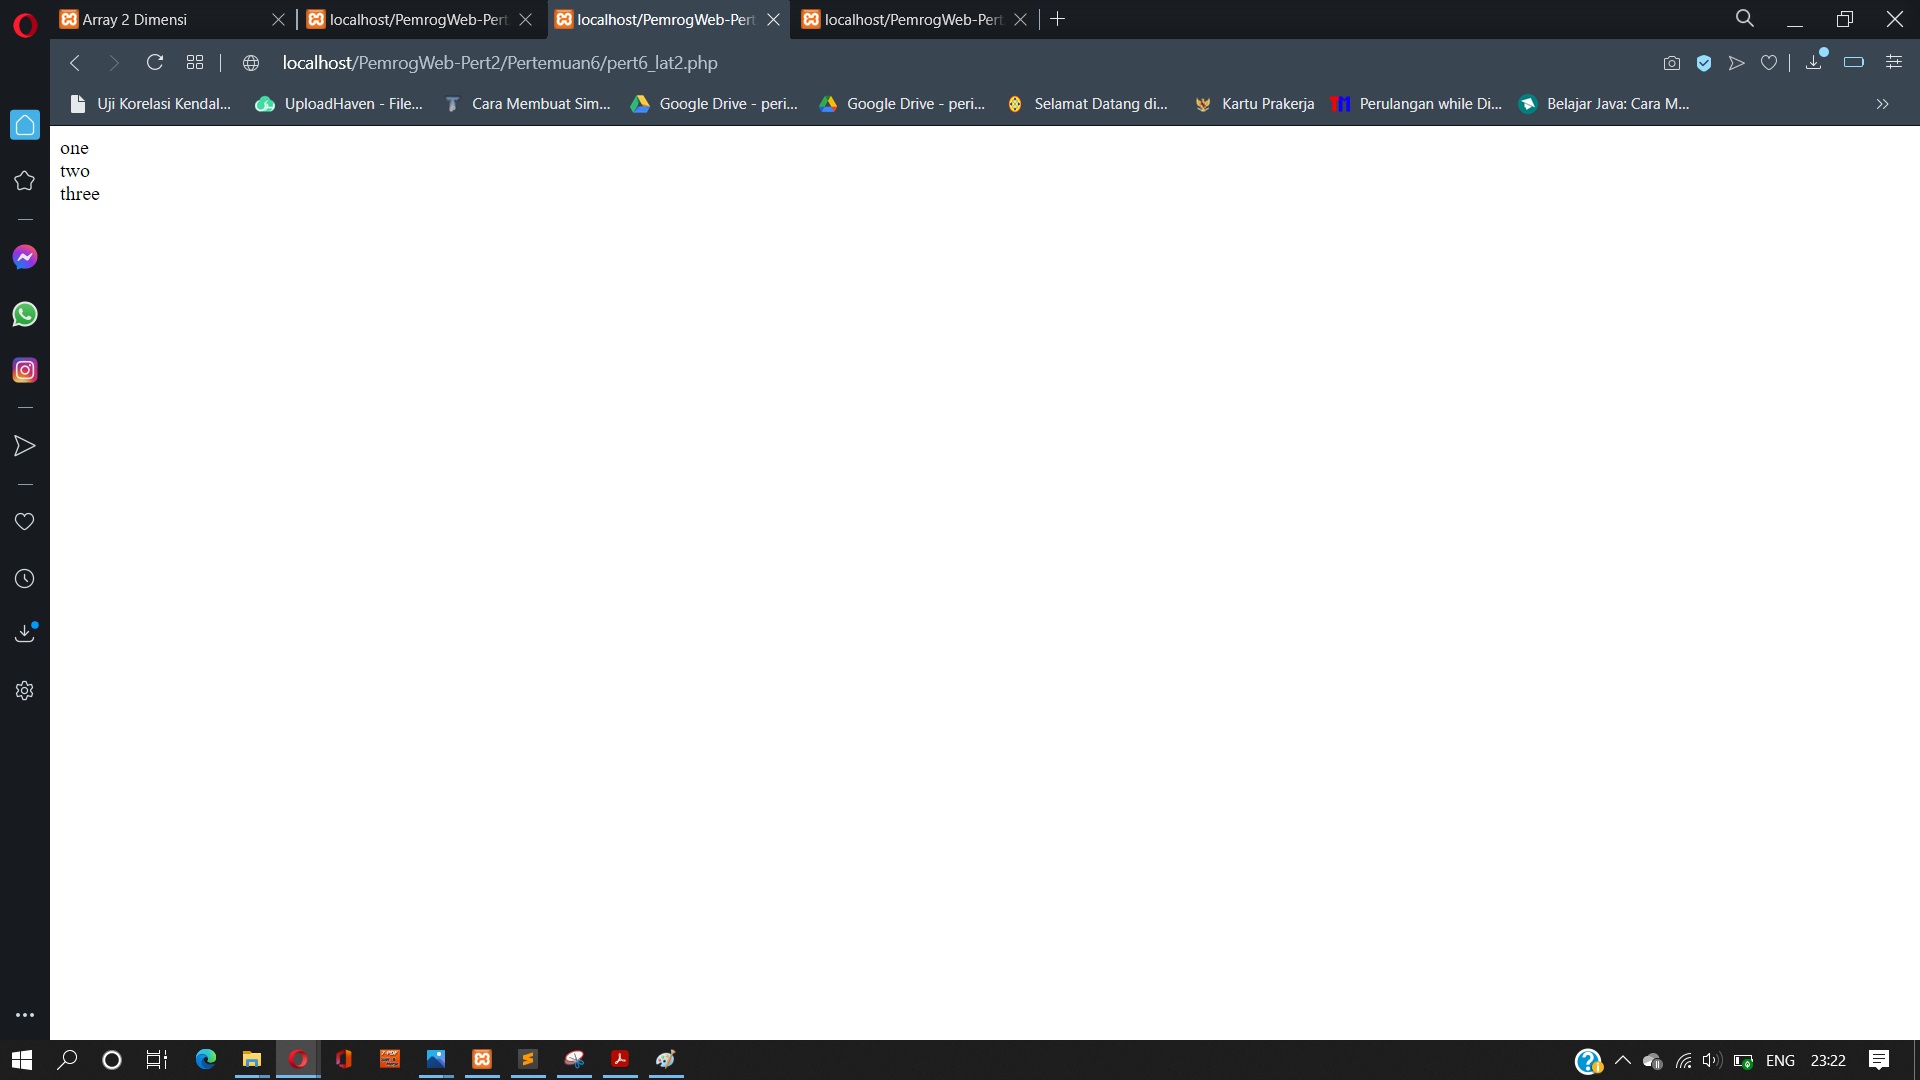 Array 2 Dimensi
localhost/PemrogWeb-Pert
localhost/PemrogWeb-Pert
localhost/PemrogWeb-Pert
localhost/PemrogWeb-Pert2/Pertemuan6/pert6_lat2.php
Uji Korelasi Kendal...
UploadHaven - File...
Cara Membuat Sim...
Google Drive - peri...
Google Drive - peri...
Selamat Datang di...
Kartu Prakerja
TM
Perulangan while Di...
Belajar Java: Cara M...
one
two
three
ENG
23:22